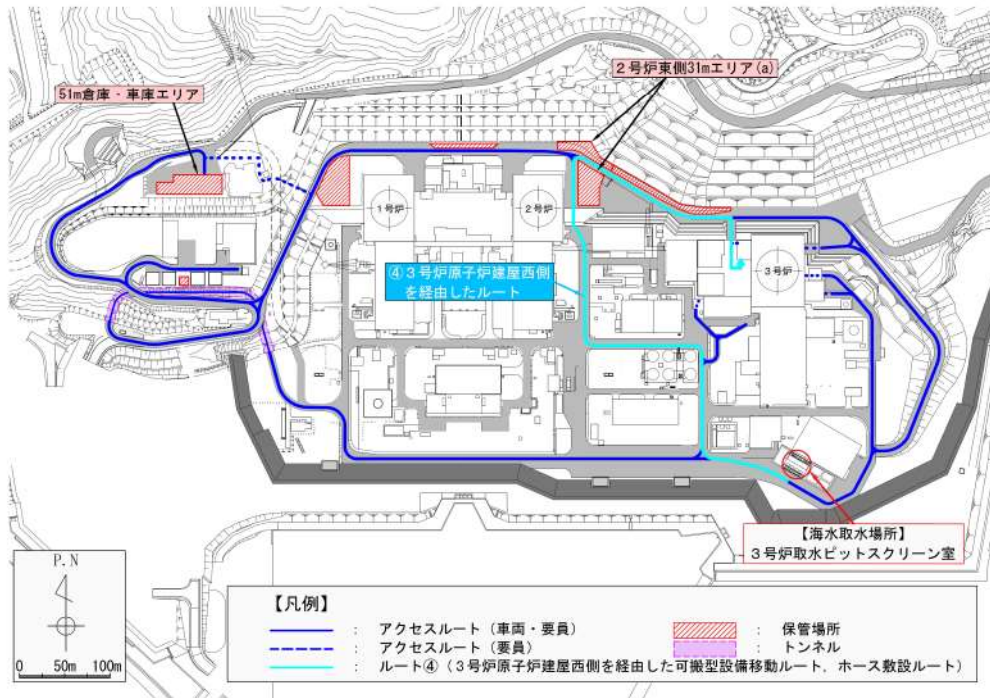 ２号炉東側31mエリア(a)
51m倉庫・車庫エリア
１号炉
２号炉
３号炉
④３号炉原子炉建屋西側
を経由したルート
【海水取水場所】
３号炉取水ピットスクリーン室
P.N
0 50m 100m
【凡例】
： アクセスルート（車両・要員）
： アクセスルート（要員）
： ルート④（３号炉原子炉建屋西側を経由した可搬型設備移動ルート，ホース敷設ルート）
： 保管場所
： トンネル